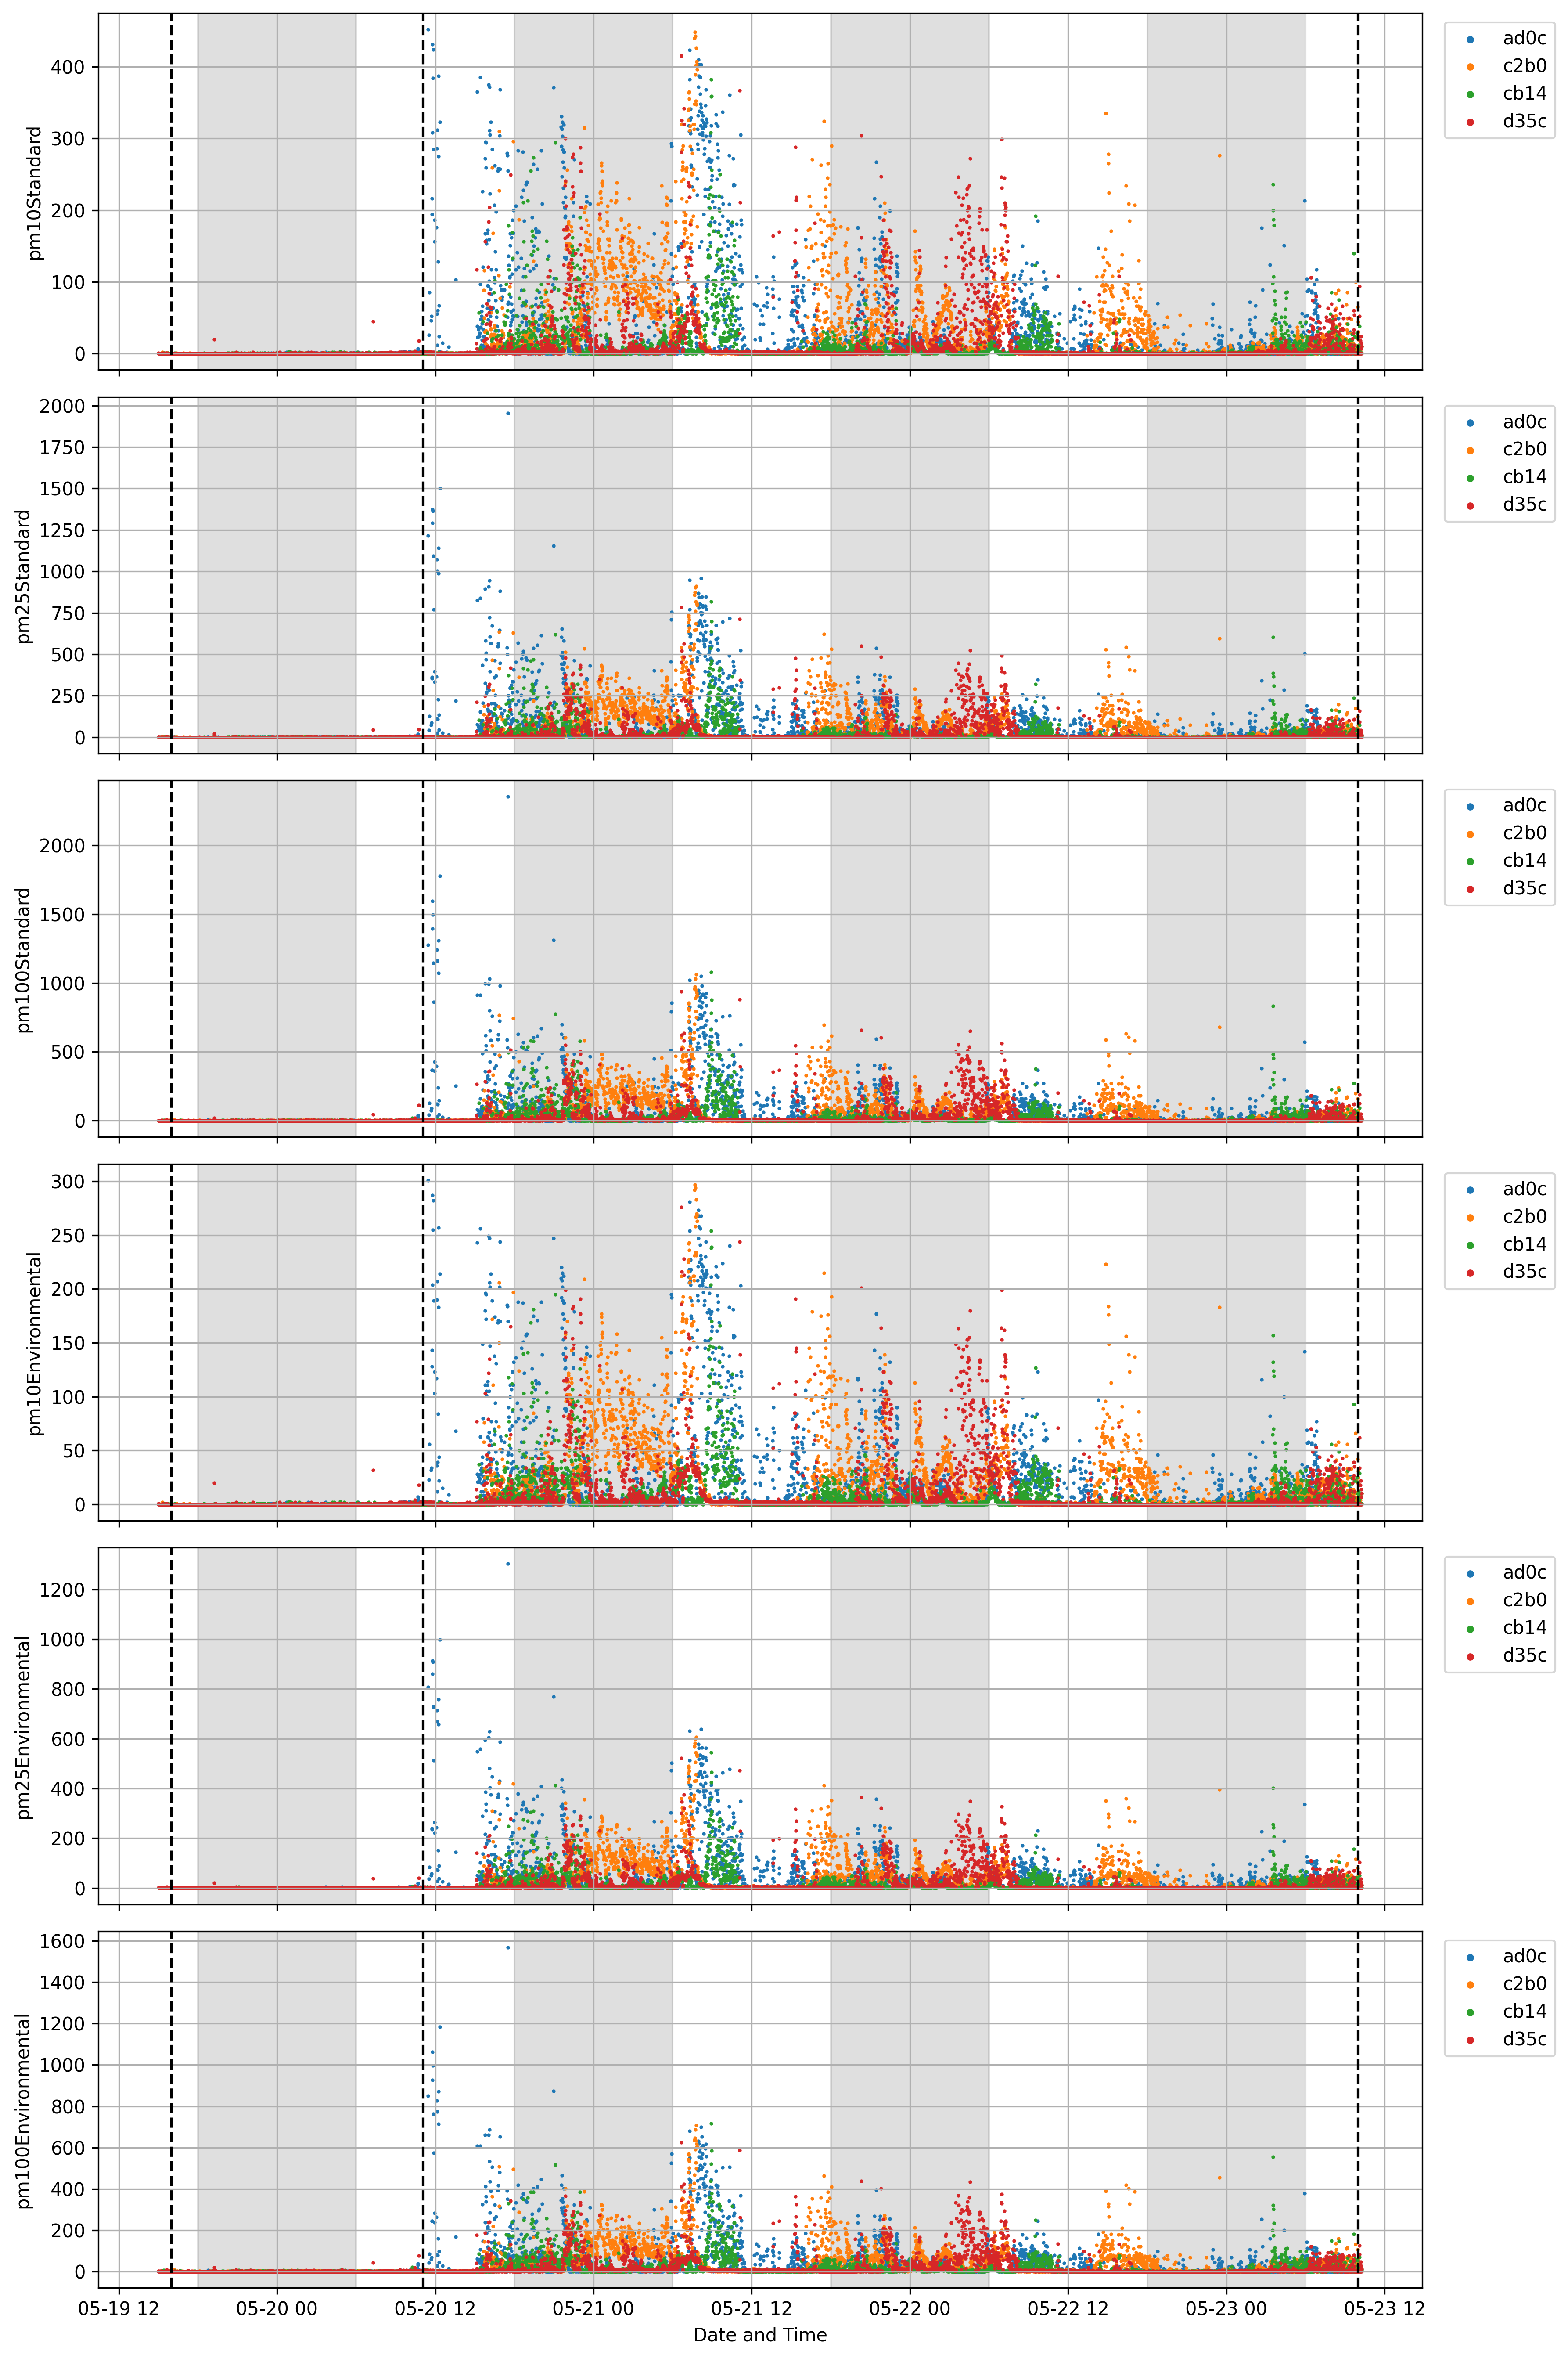 pm10Standard
400
300
200
100
0
ad0c
c2b0
cb14
d35c
pm25Standard
2000
1750
1500
1250
1000
750
500
250
0
ad0c
c2b0
cb14
d35c
pm100Standard
2000
1500
1000
500
0
ad0c
c2b0
cb14
d35c
pm10Environmental
300
250
200
150
100
50
0
ad0c
c2b0
cb14
d35c
pm25Environmental
1200
1000
800
600
400
200
0
ad0c
c2b0
cb14
d35c
pm100Environmental
1600
1400
1200
1000
800
600
400
200
0
ad0c
c2b0
cb14
d35c
05-19 12 05-20 00 05-20 12 05-21 00 05-21 12 05-22 00 05-22 12 05-23 00 05-23 12
Date and Time